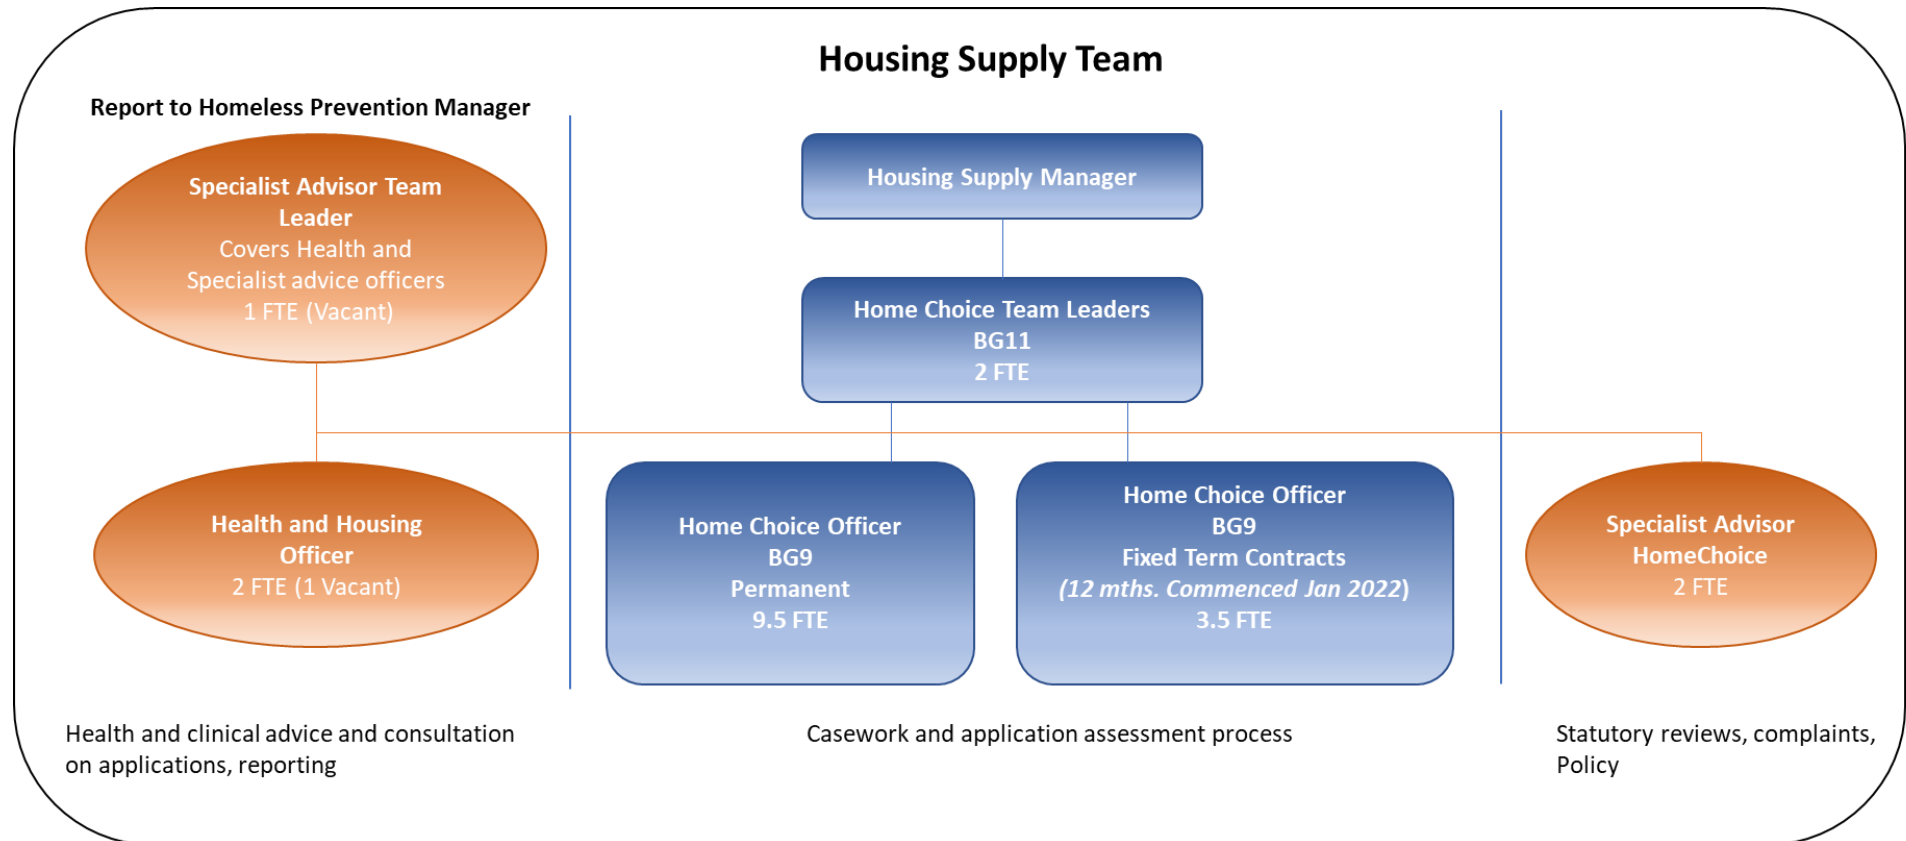 Housing Supply Team
Report to Homeless Prevention Manager
Specialist Advisor Team
Leader
Covers Health and
Specialist advice officers
1 FTE (Vacant)
Housing Supply Manager
Home Choice Team Leaders
BG11
2 FTE
Health and Housing
Officer
2 FTE (1 Vacant)
Home Choice Officer
BG9
Permanent
9.5 FTE
Home Choice Officer
BG9
Fixed Term Contracts
(12 mths. Commenced Jan 2022)
3.5 FTE
Specialist Advisor
HomeChoice
2 FTE
Health and clinical advice and consultation
on applications, reporting
Casework and application assessment process
Statutory reviews, complaints,
Policy